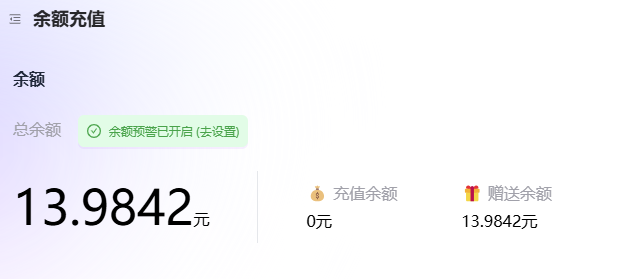 余额充值
余额
总余额 余额预警已开启 (去设置)
13.9842元
充值余额 赠送余额
0元 13.9842元